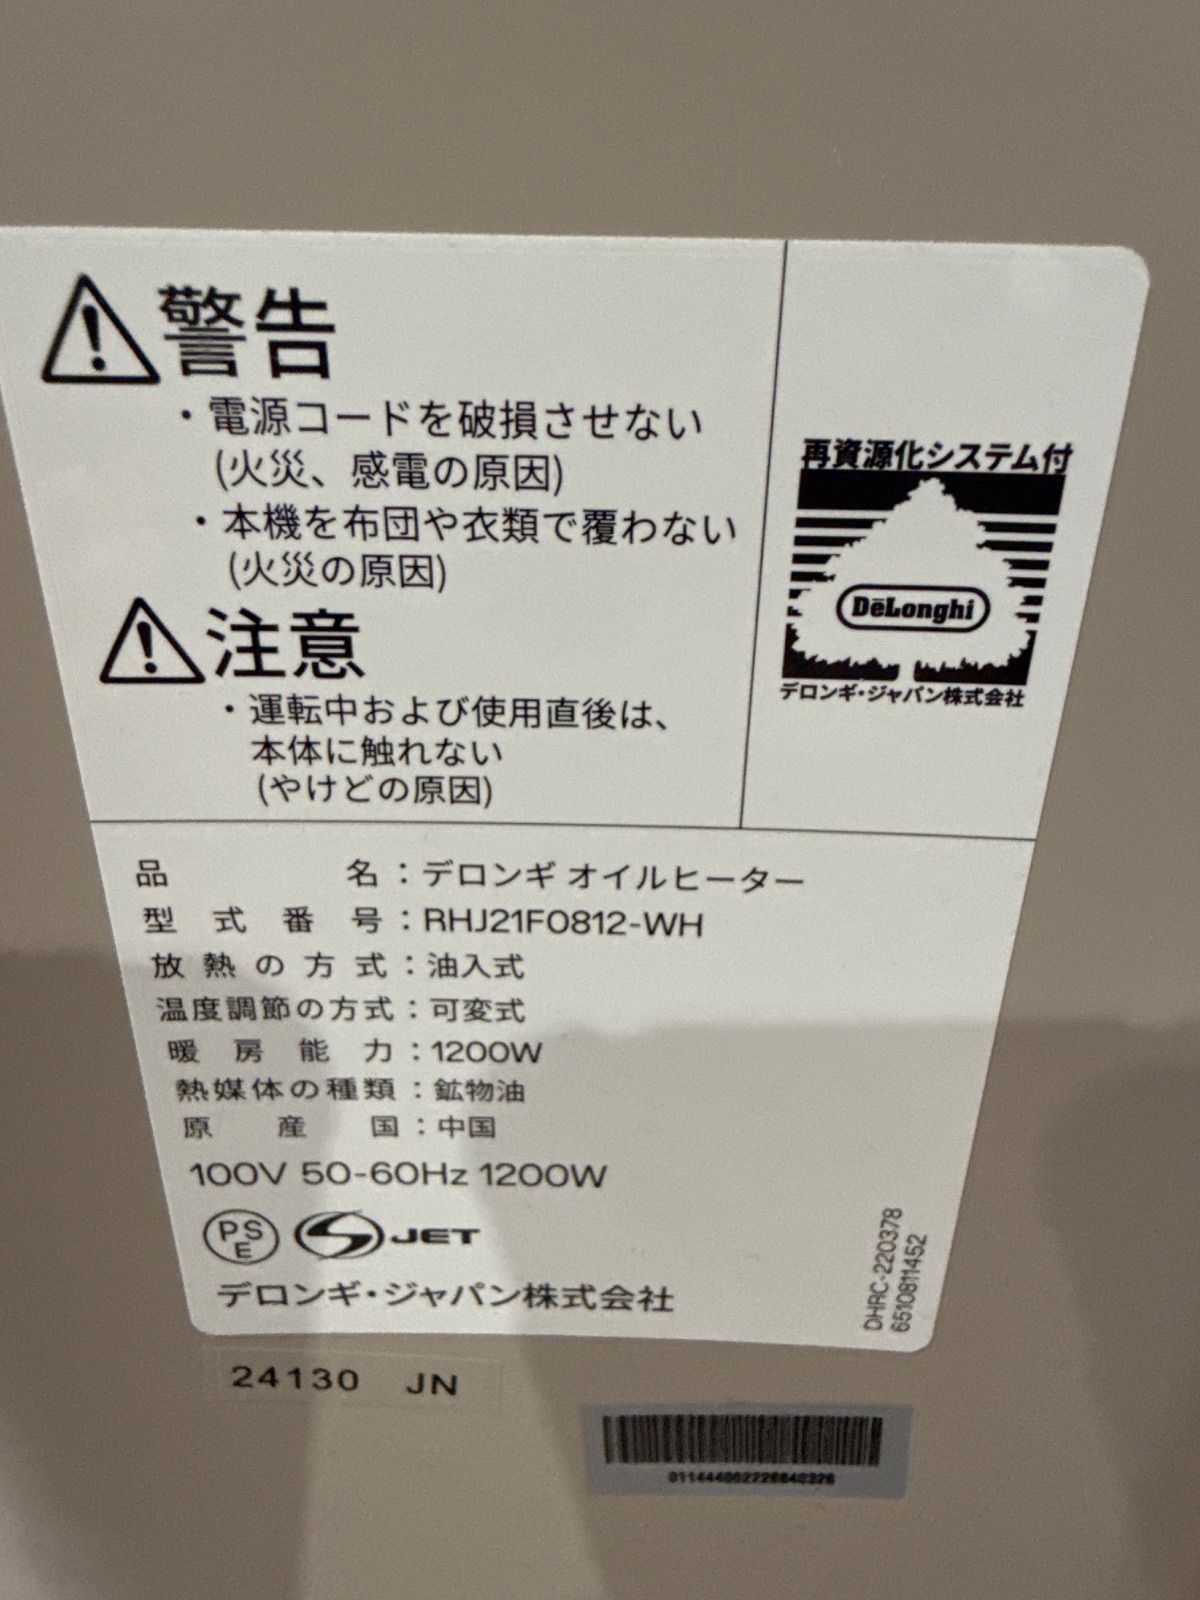 警告
・電源コードを破損させない
(火災、感電の原因)
・本機を布団や衣類で覆わない
(火災の原因)
注意
・運転中および使用直後は、
本体に触れない
(やけどの原因)
再資源化システム付
DēLonghi
デロンギ・ジャパン株式会社
品名：デロンギ オイルヒーター
型式番号：RHJ21F0812-WH
放熱の方式：油入式
温度調節の方式：可変式
暖房能力：1200W
熱媒体の種類：鉱物油
原産国：中国
100V 50-60Hz 1200W
PSE
JET
デロンギ・ジャパン株式会社
DHRC-220378
6510811452
24130 JN